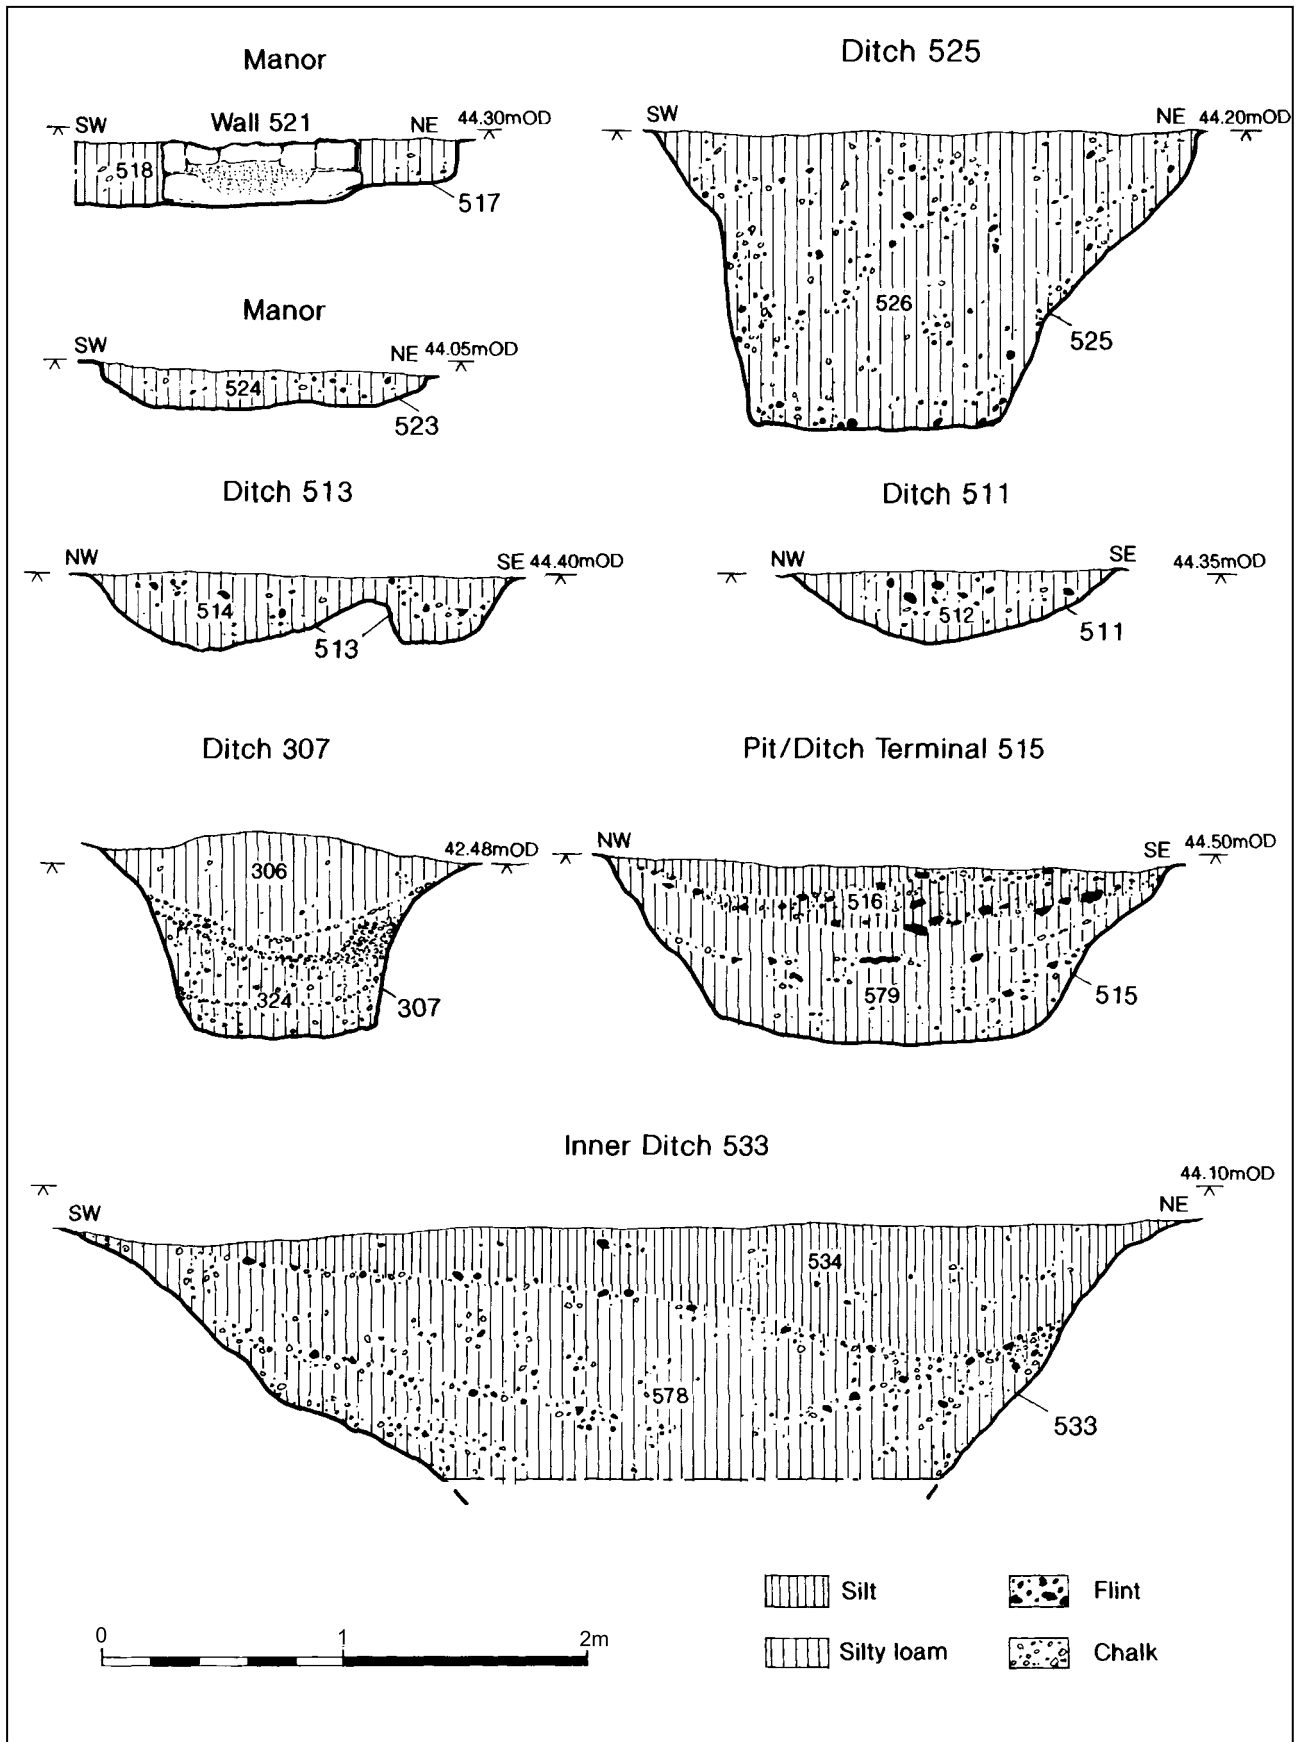 Manor
SW Wall 521 NE 44.30mOD
518
517
Ditch 525
SW NE 44.20mOD
526
525
Manor
SW NE 44.05mOD
524
523
Ditch 513
NW SE 44.40mOD
514
513
Ditch 511
NW SE 44.35mOD
512
511
Ditch 307
42.48mOD
306
324
307
Pit/Ditch Terminal 515
NW SE 44.50mOD
516
579
515
Inner Ditch 533
44.10mOD
SW NE
534
578
533
0 1 2m
Silt
Flint
Silty loam
Chalk